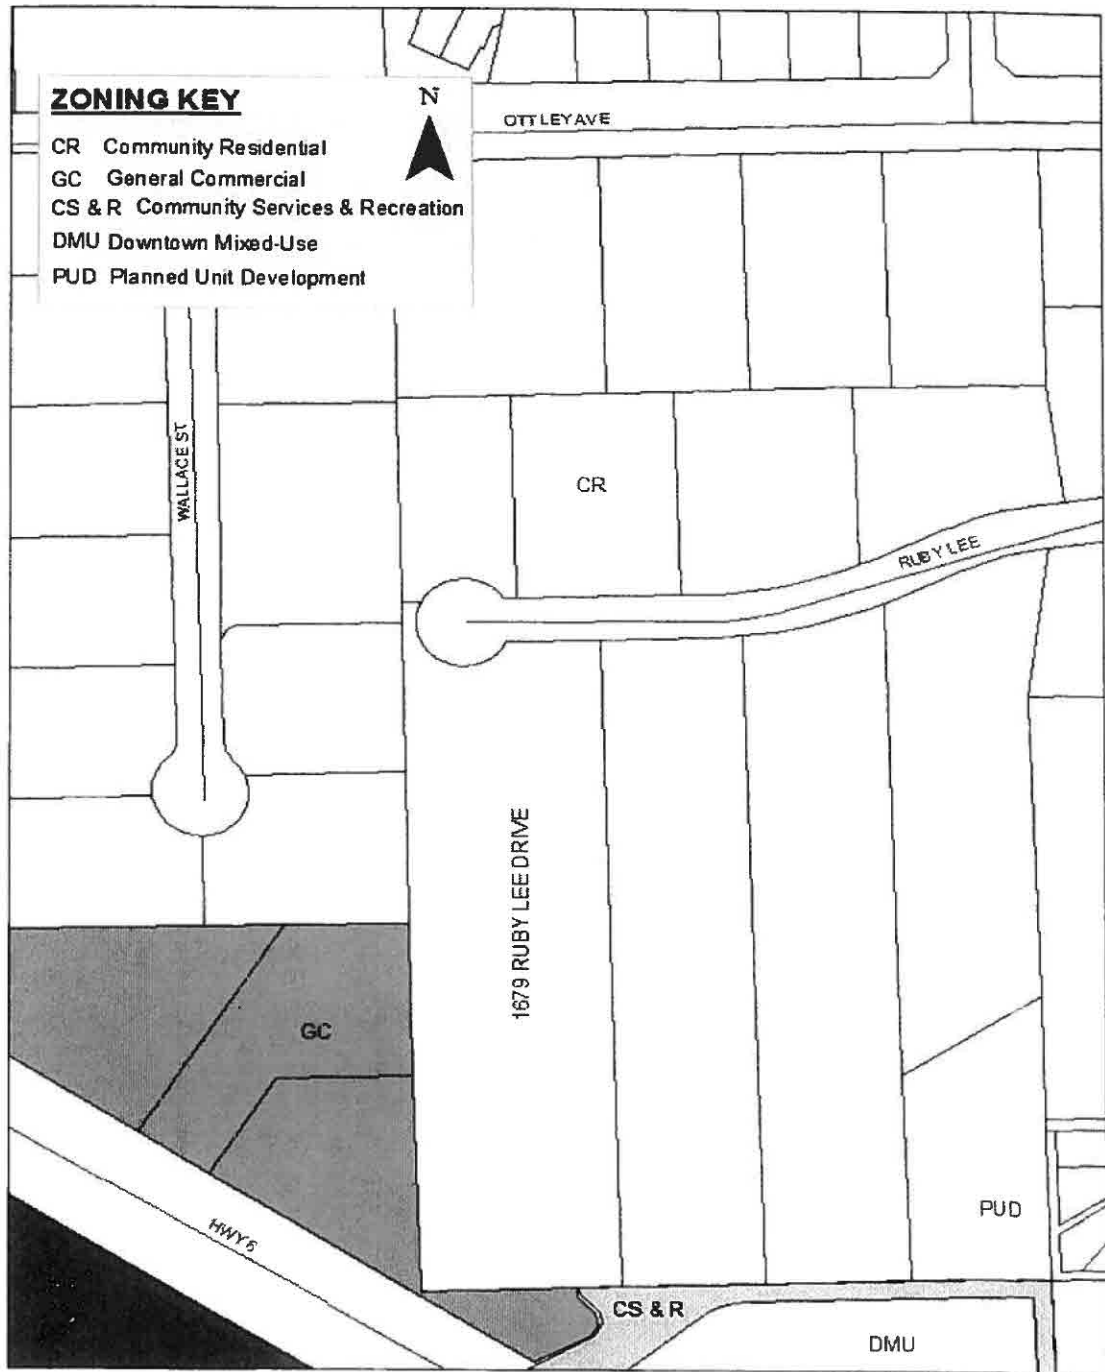 ZONING KEY
N
CR Community Residential
GC General Commercial
CS & R Community Services & Recreation
DMU Downtown Mixed-Use
PUD Planned Unit Development
OTTLEY AVE
WALLACE ST
CR
RUBY LEE
1679 RUBY LEE DRIVE
GC
HWY 6
PUD
CS & R
DMU